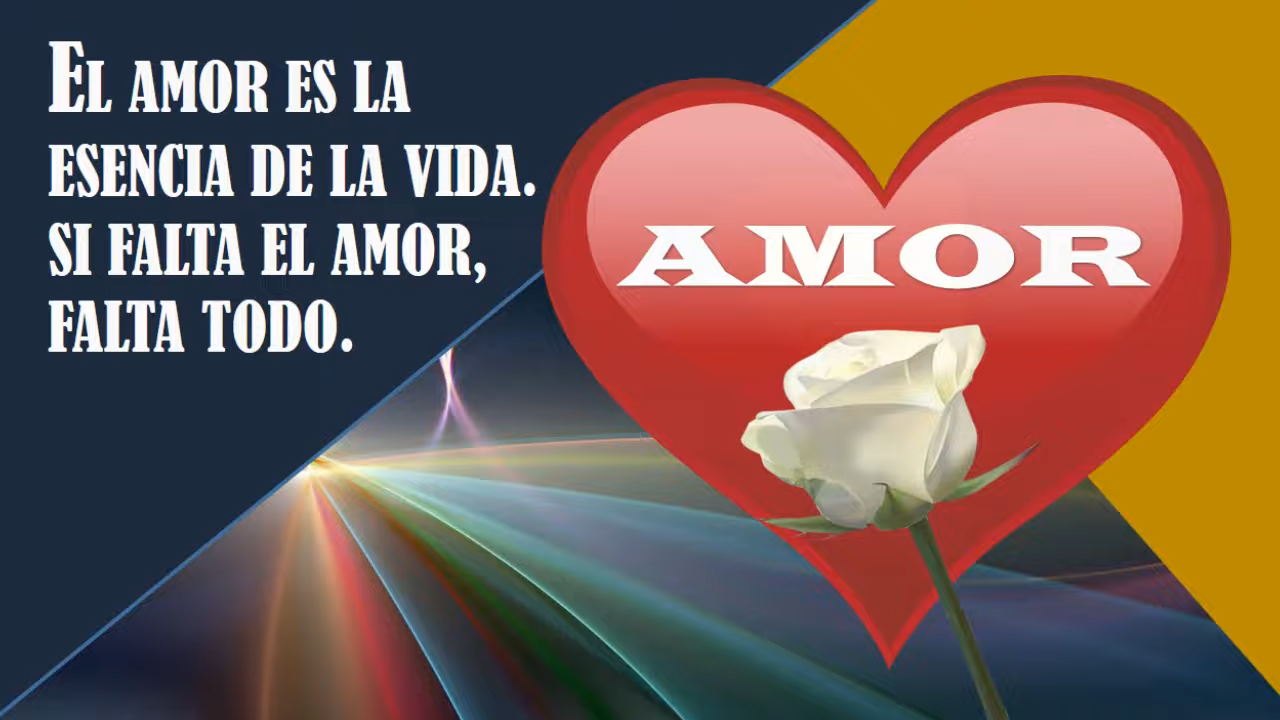 El amor es la
esencia de la vida.
si falta el amor,
falta todo.
AMOR